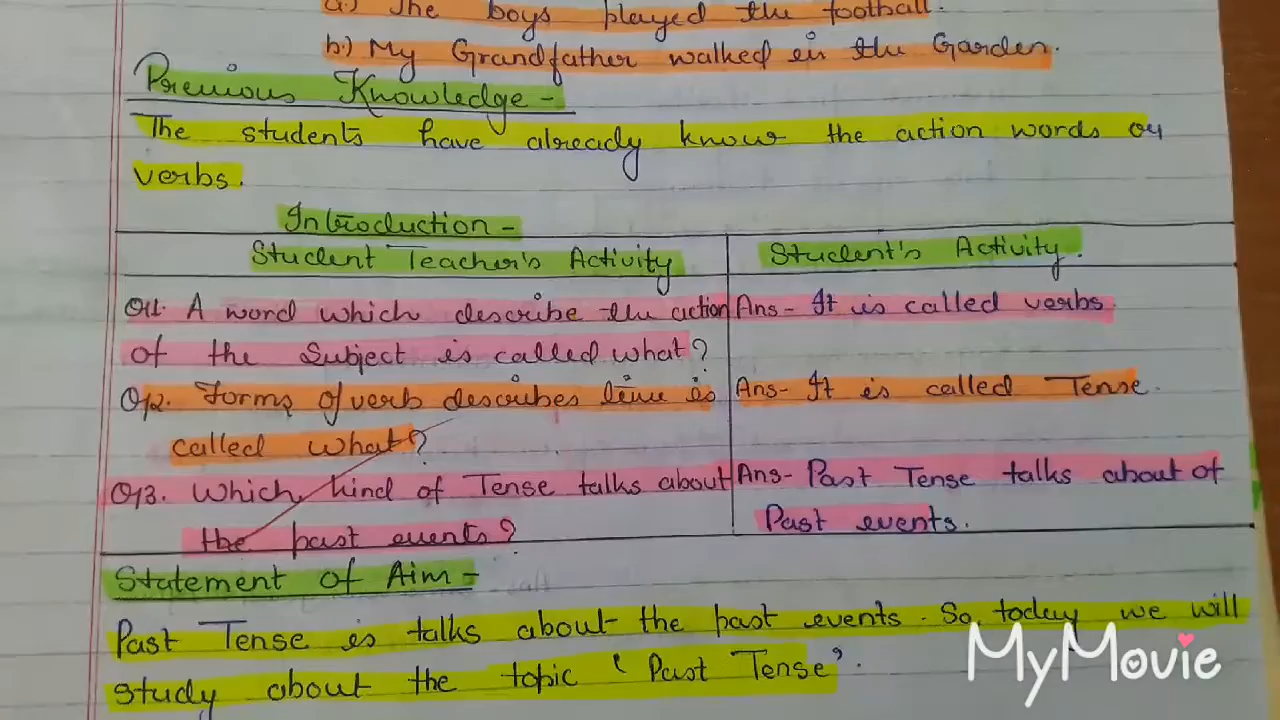 a.) The boys played the football.
b.) My Grandfather walked in the Garden.
Previous Knowledge -
The students have already know the action words or
verbs.
Introduction -
Student Teacher's Activity Student's Activity.
Q1. A word which describe the action Ans - It is called verbs
of the Subject is called what?
Q2. Forms of verb describes time is Ans - It is called Tense.
called what?
Q3. Which kind of Tense talks about Ans - Past Tense talks about of
the past events? Past events.
Statement of Aim -
Past Tense is talks about the past events. So, today we will
study about the topic 'Past Tense'.
MyMovie